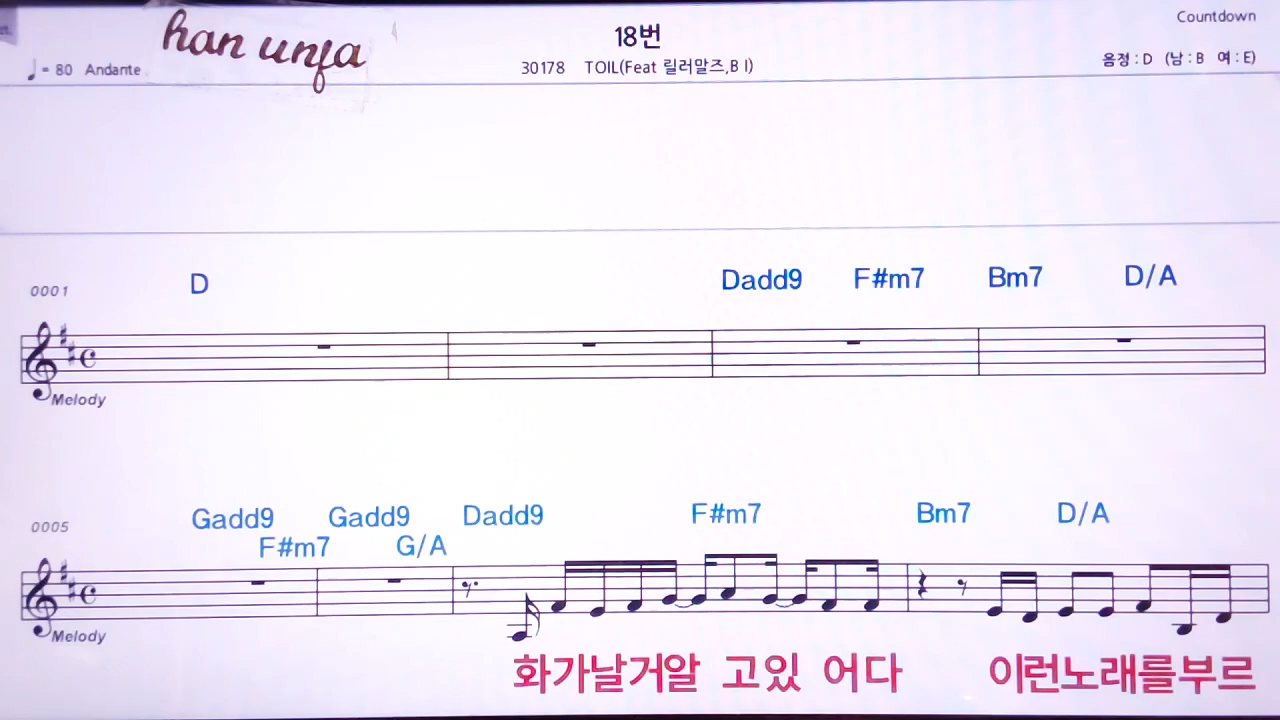 Countdown
han unfa
18번
♩= 80 Andante
30178 TOIL(Feat 릴러말즈,B I)
음정 : D (남 : B 여 : E)
0001
D Dadd9 F#m7 Bm7 D/A
Melody
0005
Gadd9 Gadd9 Dadd9 F#m7 Bm7 D/A
F#m7 G/A
Melody
화가날거알 고있 어다 이런노래를부르